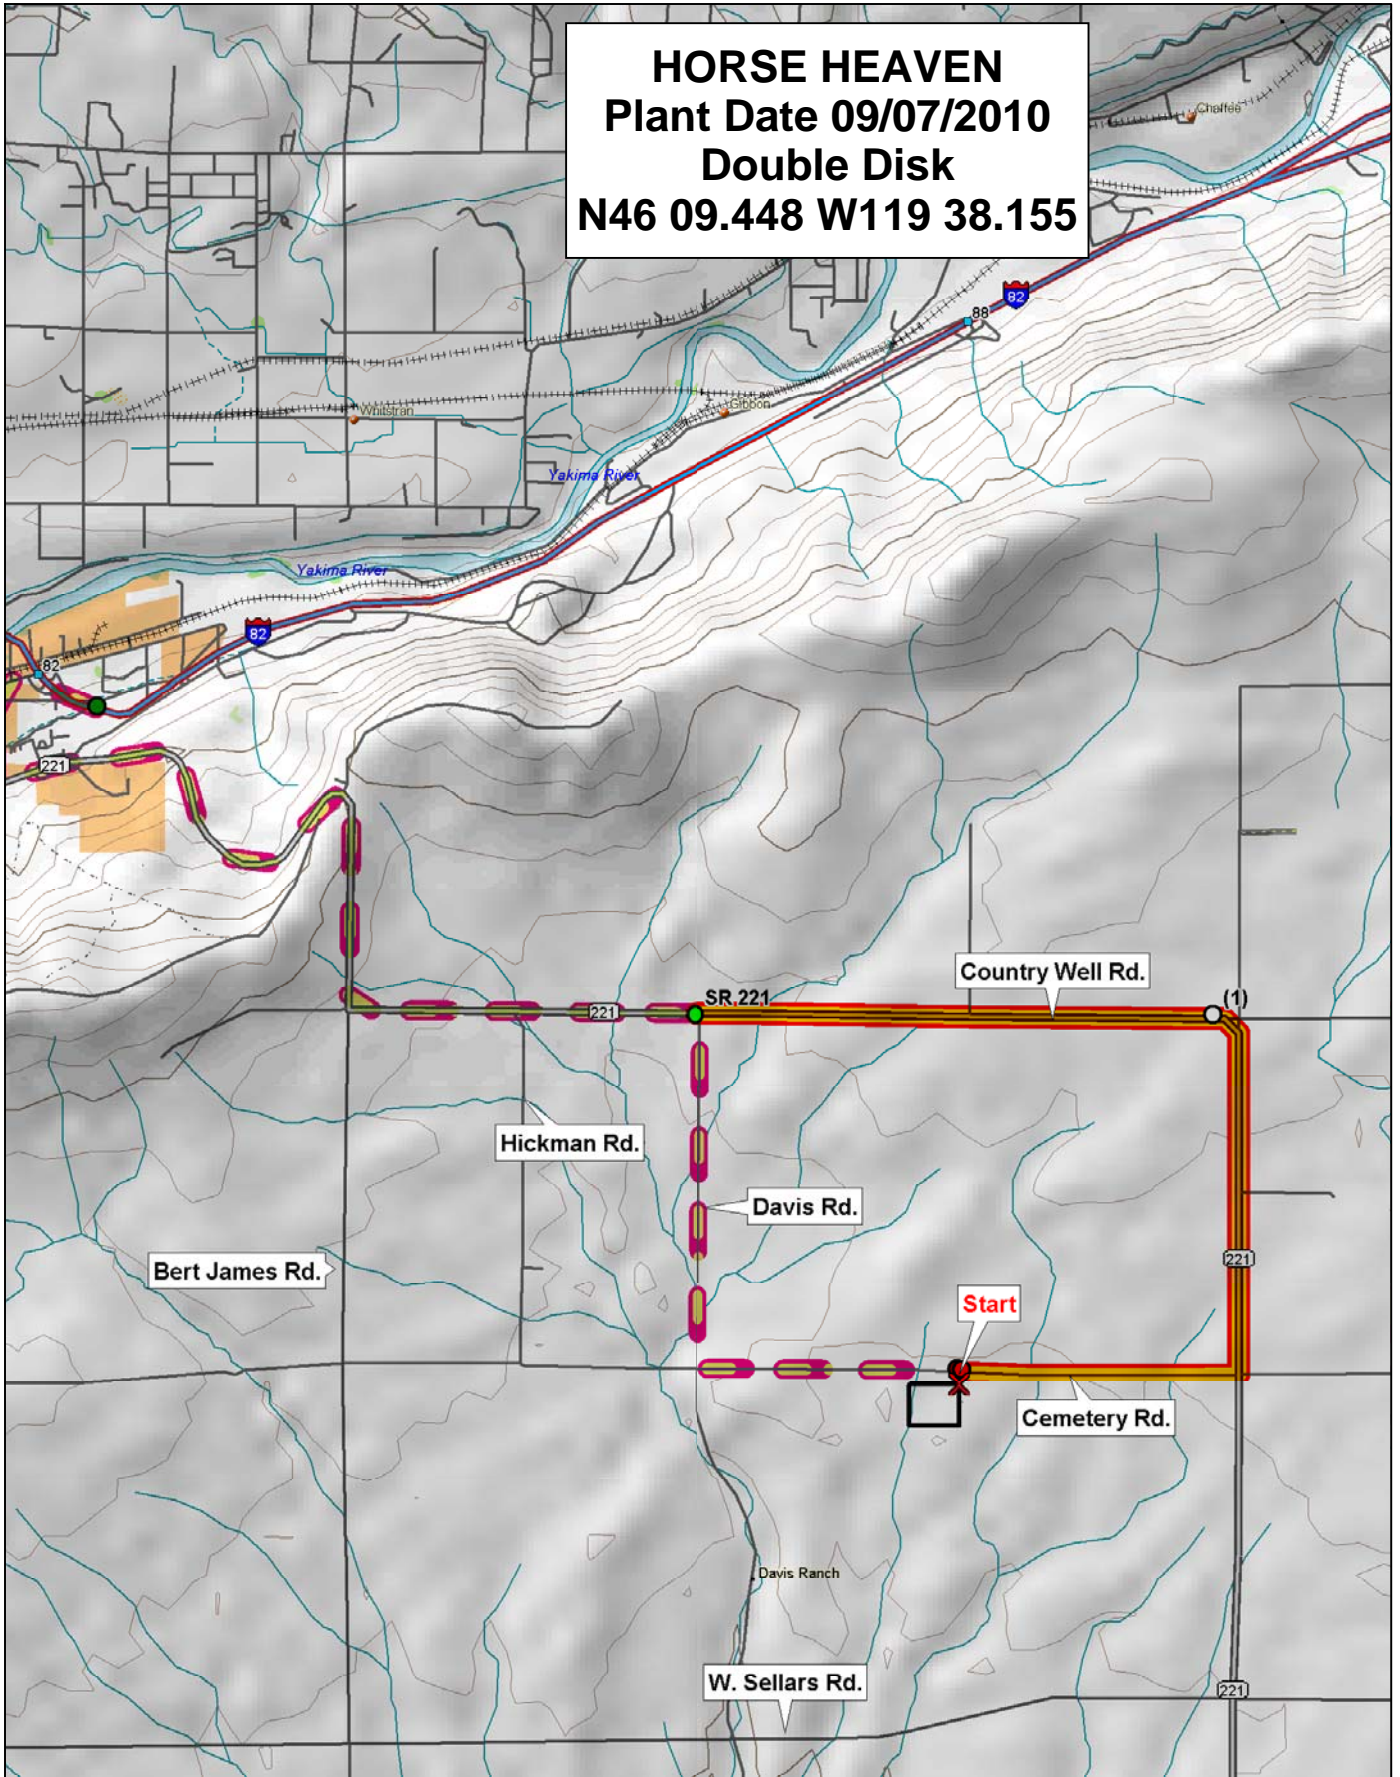 HORSE HEAVEN
Plant Date 09/07/2010
Double Disk
N46 09.448 W119 38.155
Chaffee
82
88
Whitstran
Gibbon
Yakima River
Yakima River
82
82
221
Country Well Rd.
SR 221
(1)
221
Hickman Rd.
Davis Rd.
221
Bert James Rd.
Start
Cemetery Rd.
Davis Ranch
W. Sellars Rd.
221